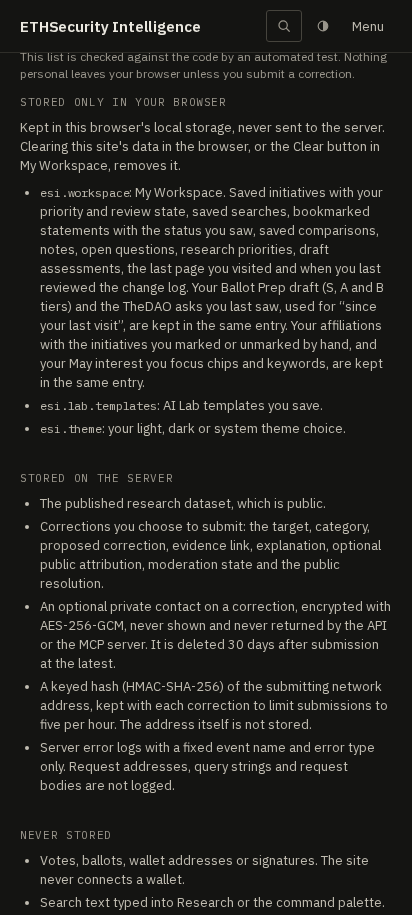 ETHSecurity Intelligence
Menu
This list is checked against the code by an automated test. Nothing
personal leaves your browser unless you submit a correction.
STORED ONLY IN YOUR BROWSER
Kept in this browser's local storage, never sent to the server.
Clearing this site's data in the browser, or the Clear button in
My Workspace, removes it.
• esi.workspace: My Workspace. Saved initiatives with your
priority and review state, saved searches, bookmarked
statements with the status you saw, saved comparisons,
notes, open questions, research priorities, draft
assessments, the last page you visited and when you last
reviewed the change log. Your Ballot Prep draft (S, A and B
tiers) and the TheDAO asks you last saw, used for “since
your last visit”, are kept in the same entry. Your affiliations
with the initiatives you marked or unmarked by hand, and
your May interest you focus chips and keywords, are kept
in the same entry.
• esi.lab.templates: AI Lab templates you save.
• esi.theme: your light, dark or system theme choice.
STORED ON THE SERVER
• The published research dataset, which is public.
• Corrections you choose to submit: the target, category,
proposed correction, evidence link, explanation, optional
public attribution, moderation state and the public
resolution.
• An optional private contact on a correction, encrypted with
AES-256-GCM, never shown and never returned by the API
or the MCP server. It is deleted 30 days after submission
at the latest.
• A keyed hash (HMAC-SHA-256) of the submitting network
address, kept with each correction to limit submissions to
five per hour. The address itself is not stored.
• Server error logs with a fixed event name and error type
only. Request addresses, query strings and request
bodies are not logged.
NEVER STORED
• Votes, ballots, wallet addresses or signatures. The site
never connects a wallet.
• Search text typed into Research or the command palette.